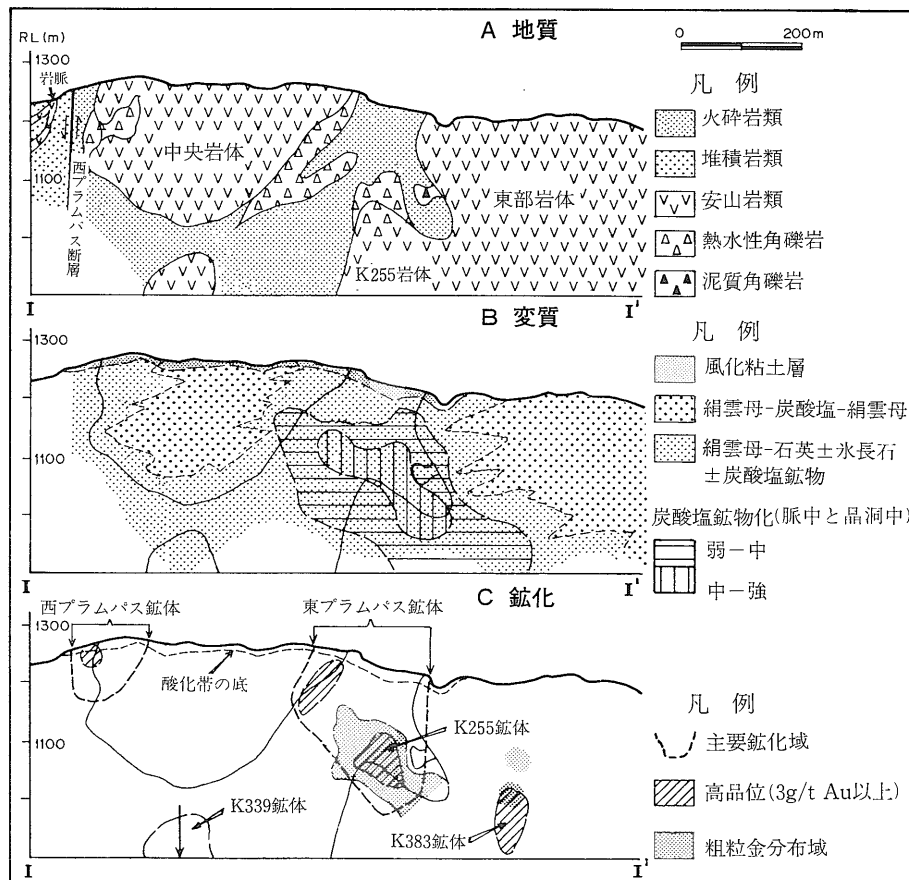 A 地質
RL (m)
1300
1100
岩脈
西プラムパス断層
中央岩体
K255岩体
東部岩体
I
I'
0 200m
凡 例
火砕岩類
堆積岩類
安山岩類
熱水性角礫岩
泥質角礫岩
B 変質
1300
1100
I
I'
凡 例
風化粘土層
絹雲母-炭酸塩-絹雲母
絹雲母-石英±氷長石
±炭酸塩鉱物
炭酸塩鉱物化(脈中と晶洞中)
弱-中
中-強
C 鉱化
西プラムパス鉱体
東プラムパス鉱体
1300
1100
酸化帯の底
K255鉱体
K339鉱体
K383鉱体
I
I'
凡 例
主要鉱化域
高品位(3g/t Au以上)
粗粒金分布域